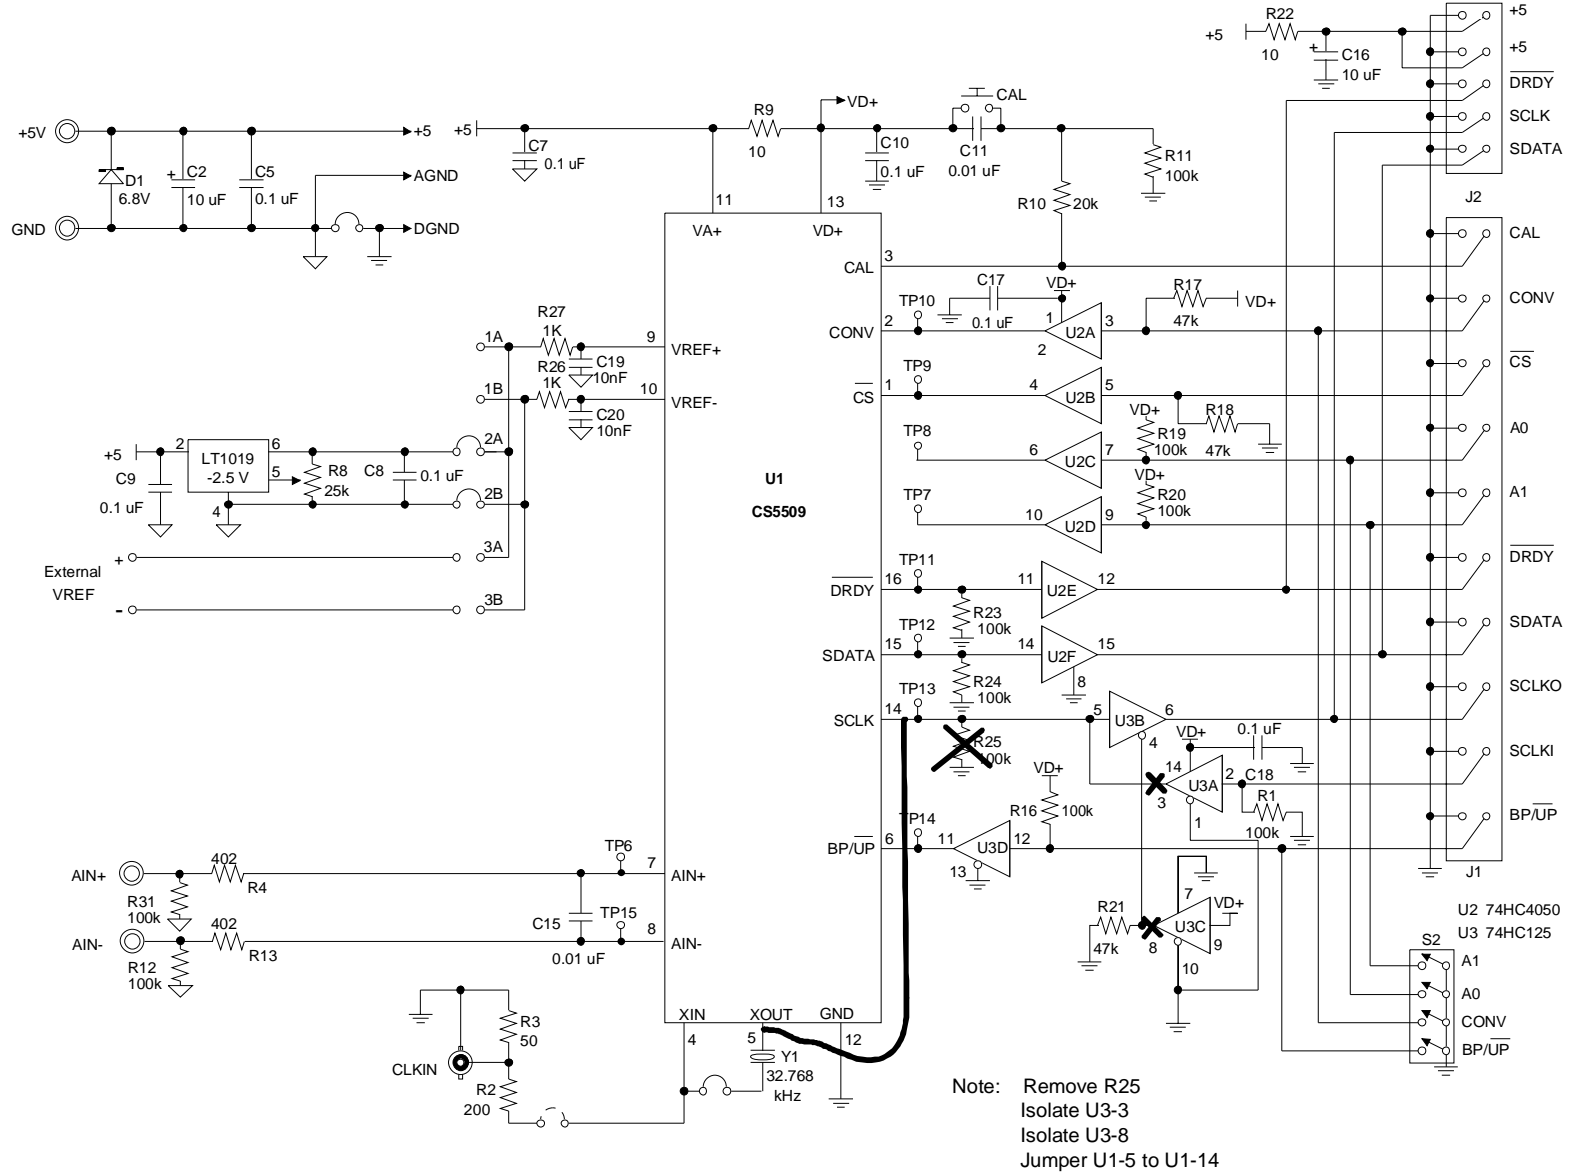 R22
+5
10
+
C16
10 uF
+5
+5
DRDY
SCLK
SDATA
J2
+5V
GND
D1
6.8V
+
C2
10 uF
C5
0.1 uF
+5
AGND
DGND
+5
C7
0.1 uF
R9
10
VD+
C10
0.1 uF
CAL
C11
0.01 uF
R11
100k
R10
20k
11
VA+
13
VD+
3
CAL
CAL
C17
0.1 uF
VD+
R17
47k
VD+
TP10
CONV
2
1
2
U2A
3
CONV
TP9
CS
1
4
U2B
5
R18
47k
CS
TP8
6
U2C
7
VD+
R19
100k
A0
TP7
10
U2D
9
VD+
R20
100k
A1
R27
1K
1A
9
VREF+
C19
10nF
R26
1K
1B
10
VREF-
C20
10nF
+5
2
LT1019
-2.5 V
6
5
4
C9
0.1 uF
R8
25k
C8
0.1 uF
2A
2B
3A
3B
External
VREF
+
-
U1
CS5509
TP11
DRDY
16
R23
100k
11
U2E
12
DRDY
TP12
SDATA
15
R24
100k
14
U2F
15
8
SDATA
TP13
SCLK
14
R25
100k
5
U3B
6
4
SCLKO
VD+
0.1 uF
C18
14
3
U3A
2
1
R1
100k
SCLKI
VD+
R16
100k
TP14
BP/UP
6
11
U3D
12
13
BP/UP
J1
R21
47k
7
VD+
U3C
8
9
10
U2 74HC4050
U3 74HC125
S2
A1
A0
CONV
BP/UP
AIN+
402
R4
R31
100k
TP6
7
AIN+
AIN-
402
R13
R12
100k
C15
0.01 uF
TP15
8
AIN-
XIN
4
XOUT
5
GND
12
Y1
32.768
kHz
R3
50
CLKIN
R2
200
Note: Remove R25
Isolate U3-3
Isolate U3-8
Jumper U1-5 to U1-14